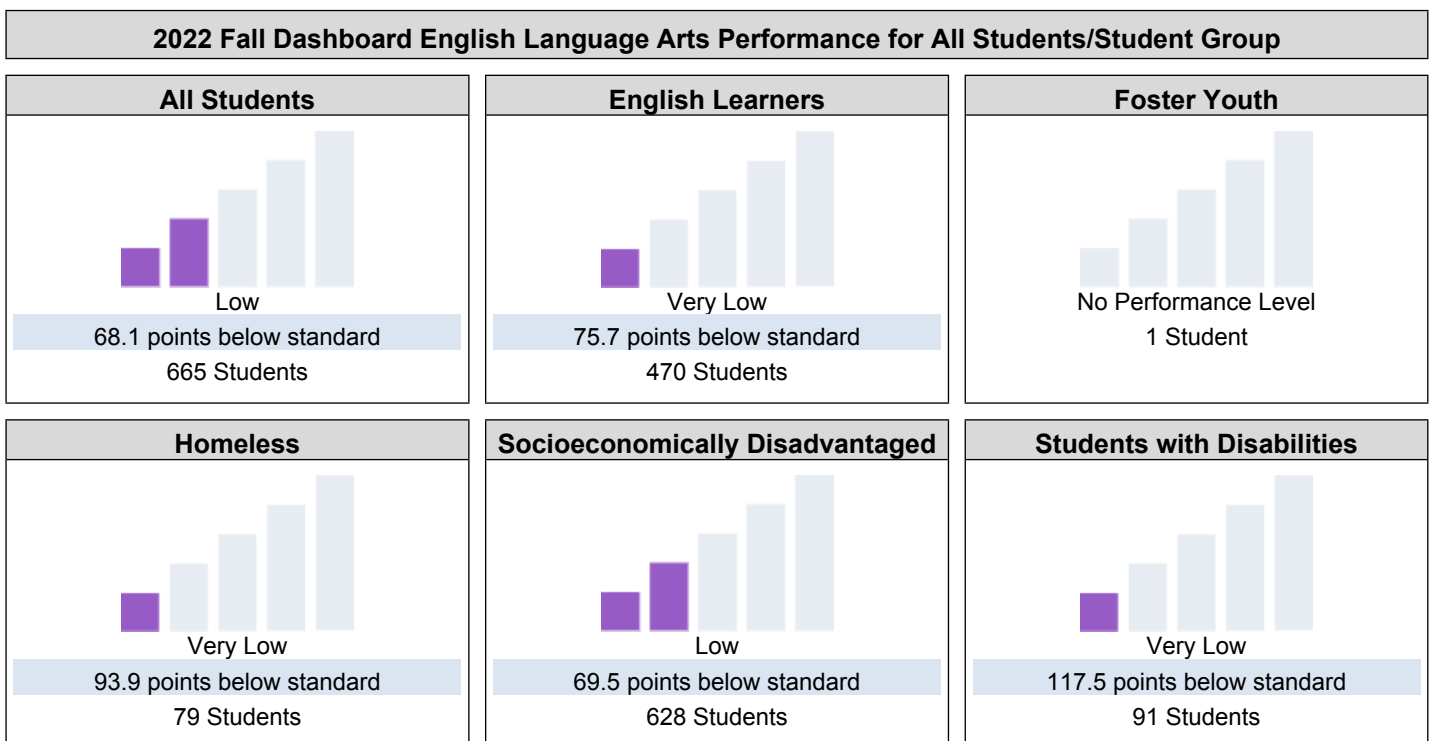 2022 Fall Dashboard English Language Arts Performance for All Students/Student Group
All Students
Low
68.1 points below standard
665 Students
English Learners
Very Low
75.7 points below standard
470 Students
Foster Youth
No Performance Level
1 Student
Homeless
Very Low
93.9 points below standard
79 Students
Socioeconomically Disadvantaged
Low
69.5 points below standard
628 Students
Students with Disabilities
Very Low
117.5 points below standard
91 Students